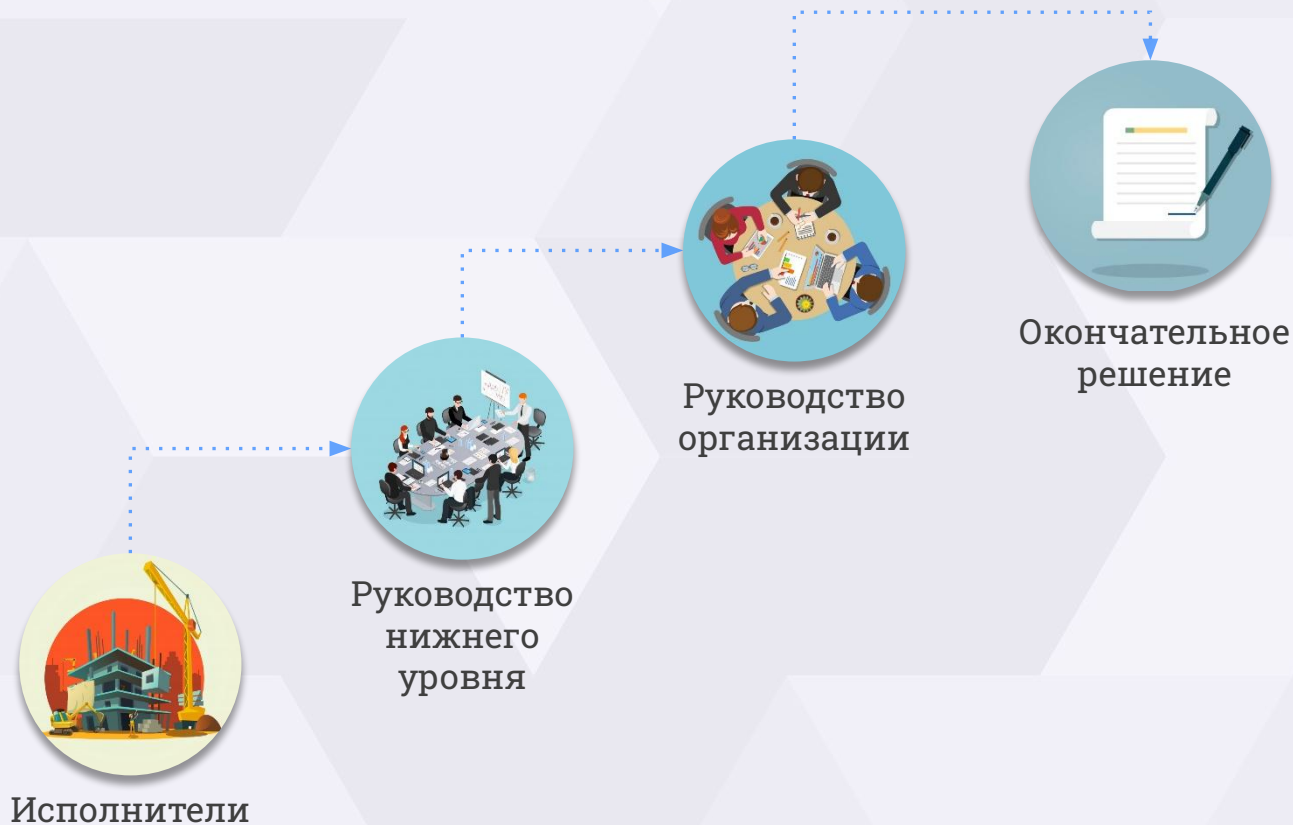 Исполнители
Руководство
нижнего
уровня
Руководство
организации
Окончательное
решение